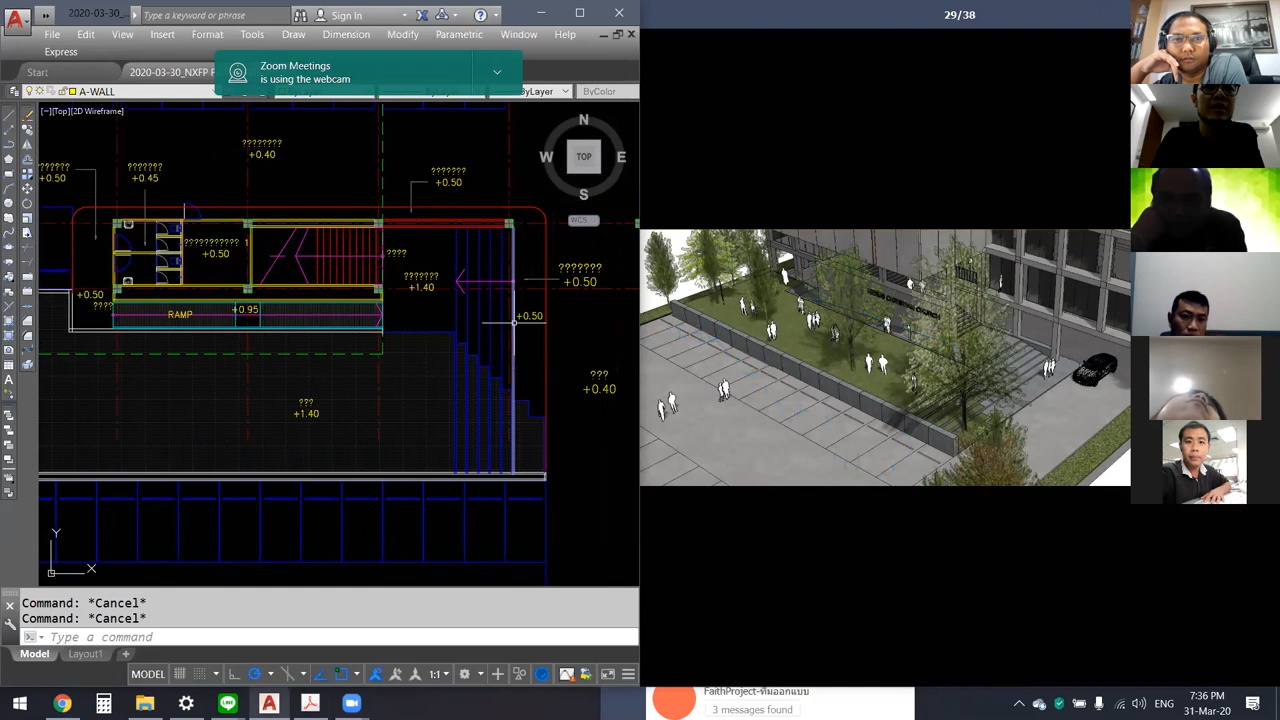 2020-03-30_...
Type a keyword or phrase
Sign In
File
Edit
View
Insert
Format
Tools
Draw
Dimension
Modify
Parametric
Window
Help
Express
Start
2020-03-30_NXFP
Zoom Meetings
is using the webcam
A-WALL
ByLayer
ByColor
[−][Top][2D Wireframe]
N
W
TOP
E
S
WCS
????????
+0.40
???????
+0.50
???????
+0.45
???????
+0.50
??????????? 1
+0.50
????
???????
+1.40
???????
+0.50
+0.50
????
RAMP
+0.95
+0.50
???
+0.40
???
+1.40
Y
X
Command: *Cancel*
Command: *Cancel*
Type a command
Model
Layout1
+
MODEL
1:1
29/38
FaithProject-ทีมออกแบบ
3 messages found
LINE
ENG
7:36 PM
31-Mar-20